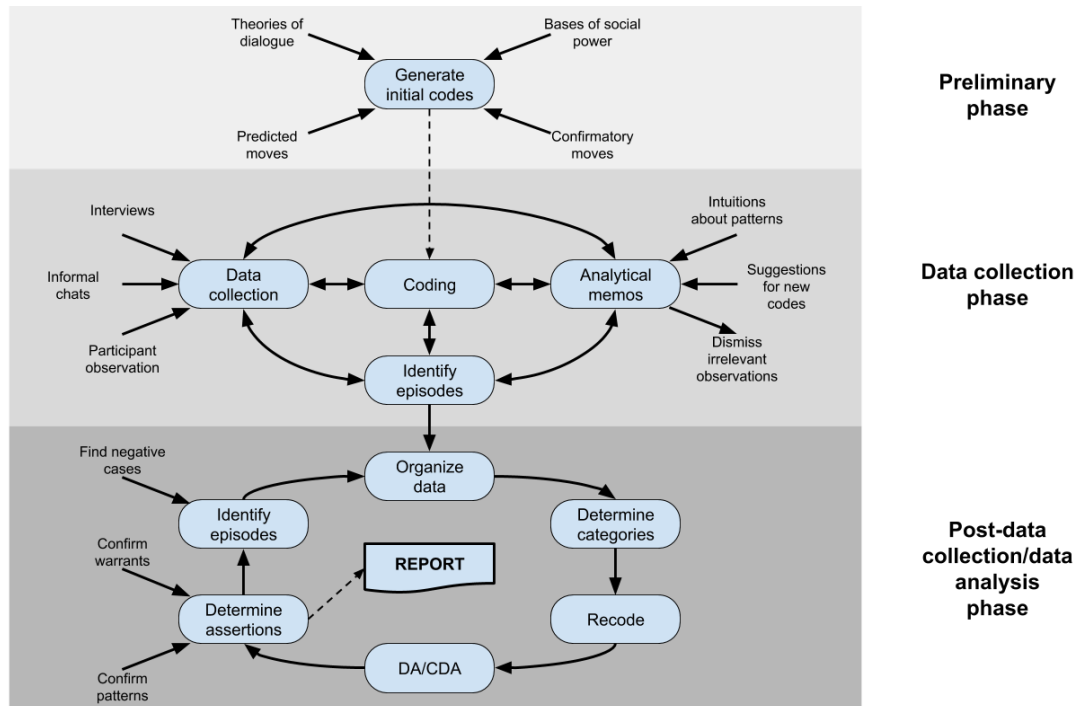 Theories of
dialogue
Bases of social
power
Generate
initial codes
Predicted
moves
Confirmatory
moves
Preliminary
phase
Interviews
Informal
chats
Participant
observation
Data
collection
Coding
Analytical
memos
Identify
episodes
Intuitions
about patterns
Suggestions
for new
codes
Dismiss
irrelevant
observations
Data collection
phase
Find negative
cases
Organize
data
Identify
episodes
Determine
categories
Confirm
warrants
REPORT
Determine
assertions
Recode
Confirm
patterns
DA/CDA
Post-data
collection/data
analysis
phase